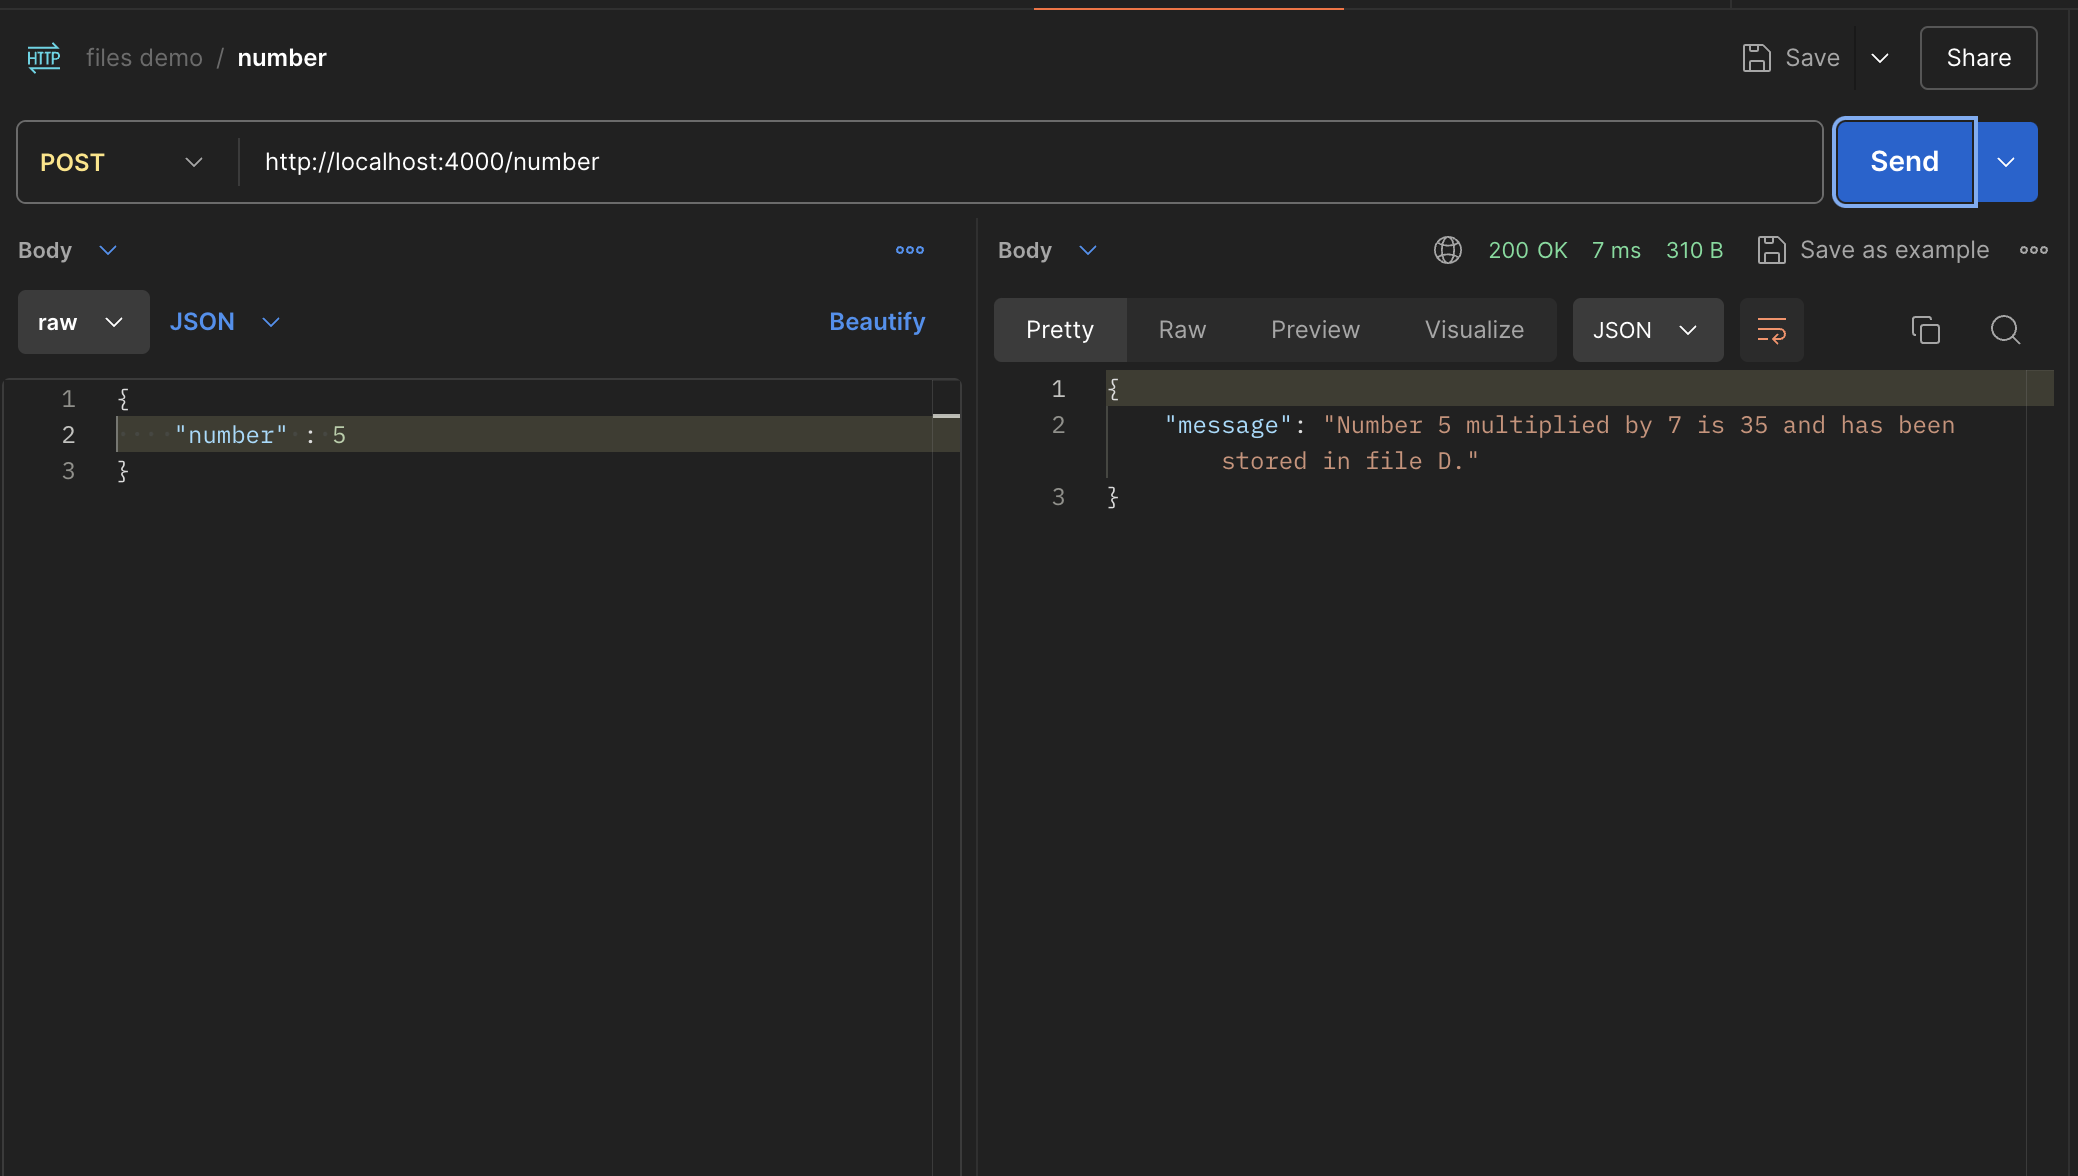 HTTP files demo / number Save Share
POST http://localhost:4000/number Send
Body
raw JSON Beautify
1 {
2 "number" : 5
3 }
Body 200 OK 7 ms 310 B Save as example
Pretty Raw Preview Visualize JSON
1 {
2 "message": "Number 5 multiplied by 7 is 35 and has been
stored in file D."
3 }